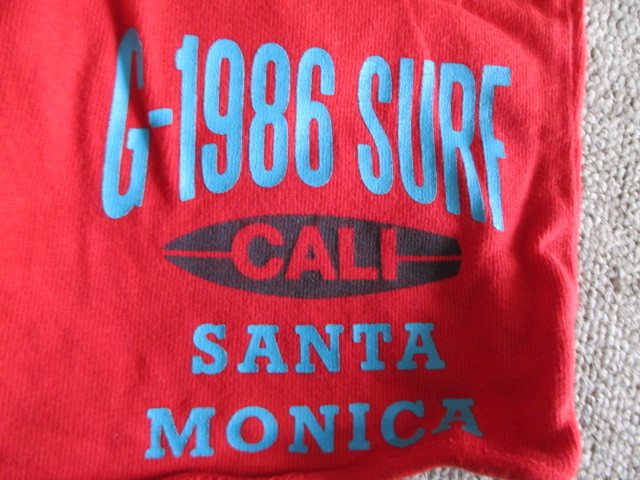 G-1986 SURF
CALI
SANTA
MONICA